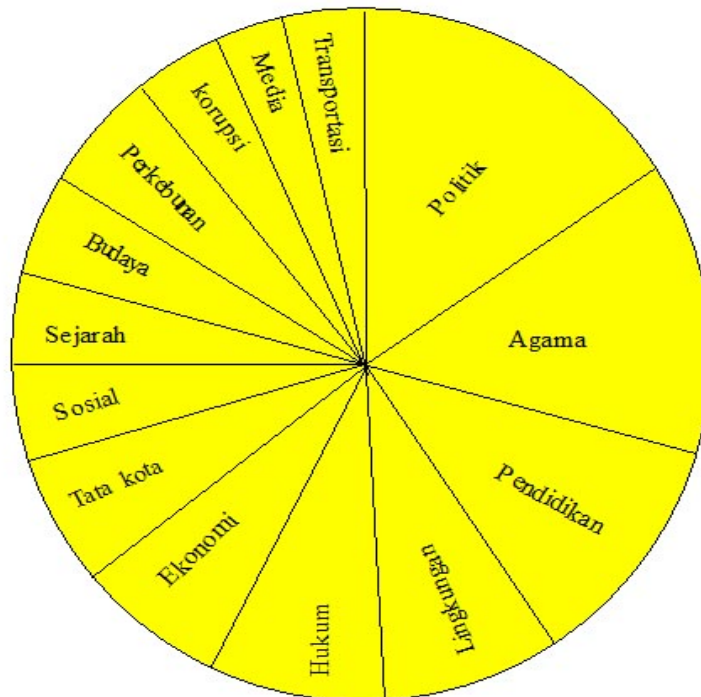 Politik
Agama
Pendidikan
Lingkungan
Hukum
Ekonomi
Tata kota
Sosial
Sejarah
Budaya
Perkebunan
korupsi
Media
Transportasi